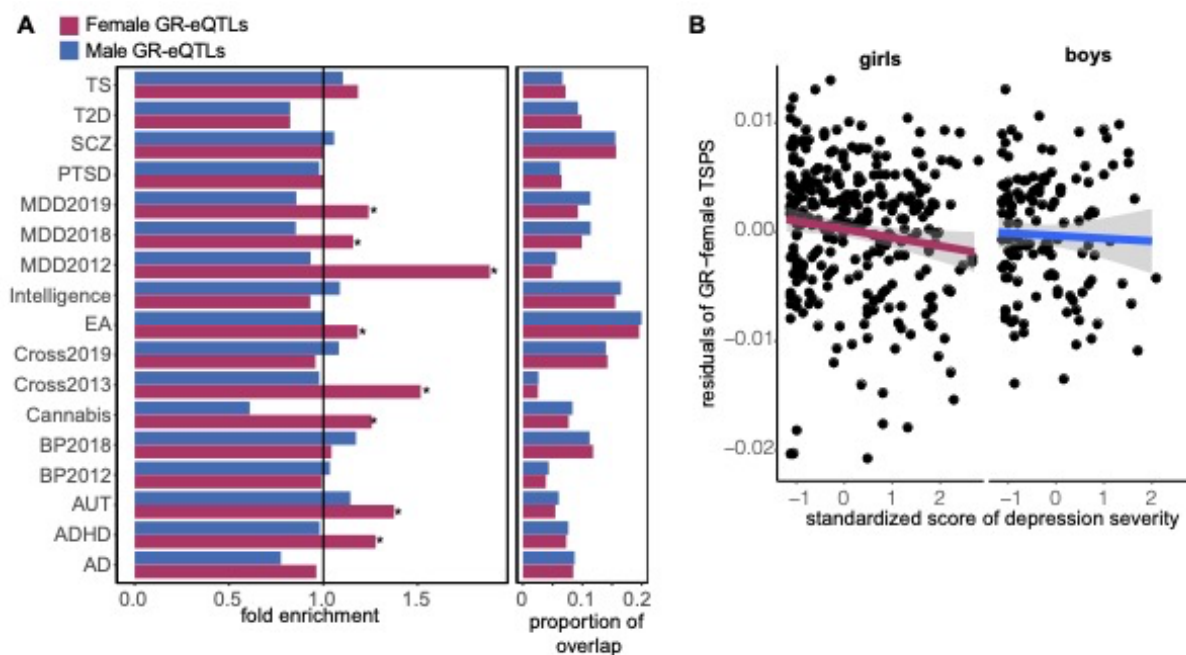 A
Female GR-eQTLs
Male GR-eQTLs
TS
T2D
SCZ
PTSD
MDD2019
MDD2018
MDD2012
Intelligence
EA
Cross2019
Cross2013
Cannabis
BP2018
BP2012
AUT
ADHD
AD
*
*
*
*
*
*
*
*
0.0 0.5 1.0 1.5
fold enrichment
0 0.1 0.2
proportion of
overlap
B
girls boys
residuals of GR-female TSPS
0.01
0.00
−0.01
−0.02
−1 0 1 2 −1 0 1 2
standardized score of depression severity